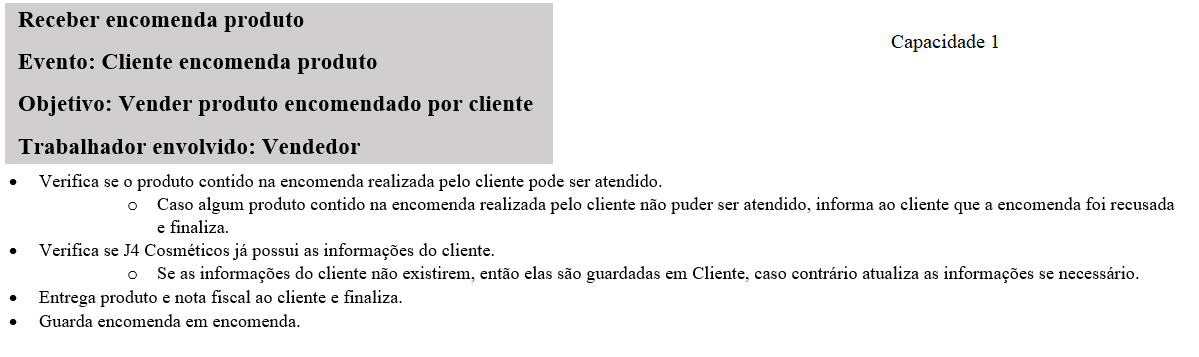 Receber encomenda produto
Capacidade 1
Evento: Cliente encomenda produto
Objetivo: Vender produto encomendado por cliente
Trabalhador envolvido: Vendedor
• Verifica se o produto contido na encomenda realizada pelo cliente pode ser atendido.
o Caso algum produto contido na encomenda realizada pelo cliente não puder ser atendido, informa ao cliente que a encomenda foi recusada
e finaliza.
• Verifica se J4 Cosméticos já possui as informações do cliente.
o Se as informações do cliente não existirem, então elas são guardadas em Cliente, caso contrário atualiza as informações se necessário.
• Entrega produto e nota fiscal ao cliente e finaliza.
• Guarda encomenda em encomenda.